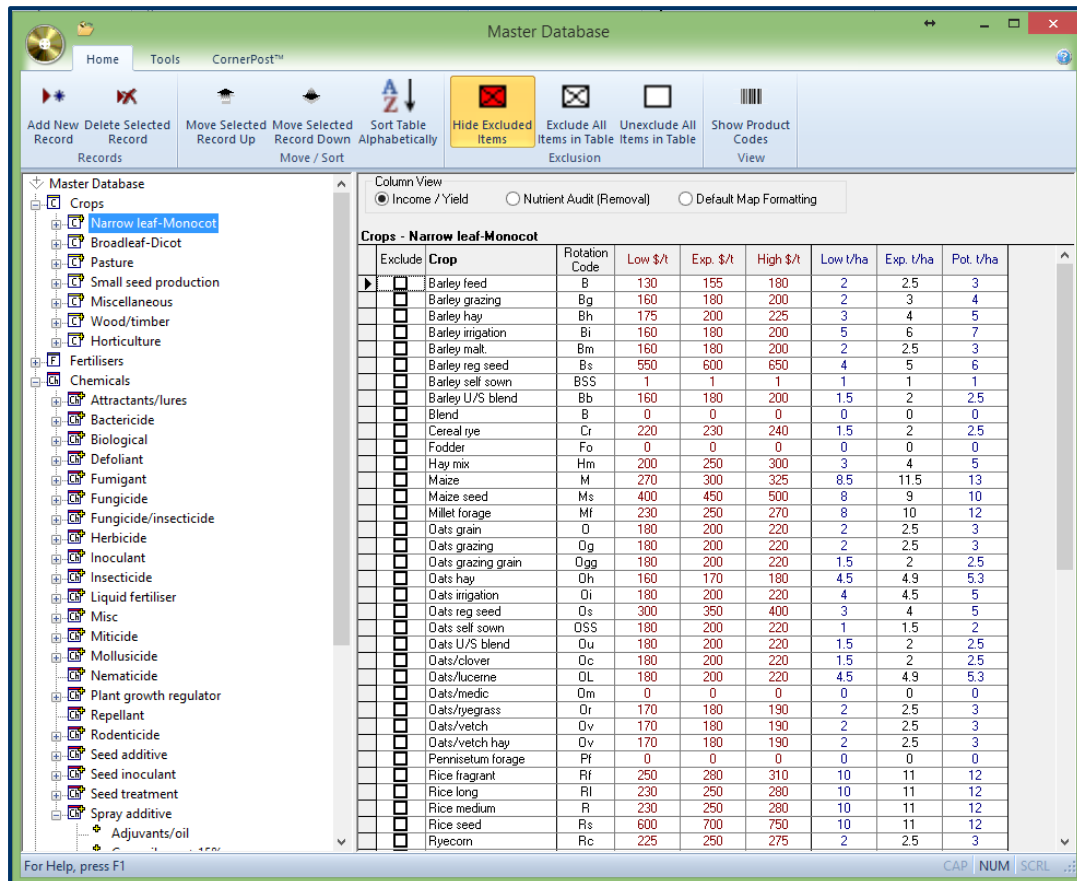 Master Database
Home Tools CornerPost™
Add New Record
Delete Selected Record
Records
Move Selected Record Up
Move Selected Record Down
Sort Table Alphabetically
Move / Sort
Hide Excluded Items
Exclude All Items in Table
Unexclude All Items in Table
Exclusion
Show Product Codes
View
Master Database
Crops
Narrow leaf-Monocot
Broadleaf-Dicot
Pasture
Small seed production
Miscellaneous
Wood/timber
Horticulture
Fertilisers
Chemicals
Attractants/lures
Bactericide
Biological
Defoliant
Fumigant
Fungicide
Fungicide/insecticide
Herbicide
Inoculant
Insecticide
Liquid fertiliser
Misc
Miticide
Mollusicide
Nematicide
Plant growth regulator
Repellant
Rodenticide
Seed additive
Seed inoculant
Seed treatment
Spray additive
Adjuvants/oil
Column View
Income / Yield Nutrient Audit (Removal) Default Map Formatting
Crops - Narrow leaf-Monocot
Exclude Crop Rotation Code Low $/t Exp. $/t High $/t Low t/ha Exp. t/ha Pot. t/ha
Barley feed B 130 155 180 2 2.5 3
Barley grazing Bg 160 180 200 2 3 4
Barley hay Bh 175 200 225 3 4 5
Barley irrigation Bi 160 180 200 5 6 7
Barley malt. Bm 160 180 200 2 2.5 3
Barley reg seed Bs 550 600 650 4 5 6
Barley self sown BSS 1 1 1 1 1 1
Barley U/S blend Bb 160 180 200 1.5 2 2.5
Blend B 0 0 0 0 0 0
Cereal rye Cr 220 230 240 1.5 2 2.5
Fodder Fo 0 0 0 0 0 0
Hay mix Hm 200 250 300 3 4 5
Maize M 270 300 325 8.5 11.5 13
Maize seed Ms 400 450 500 8 9 10
Millet forage Mf 230 250 270 8 10 12
Oats grain O 180 200 220 2 2.5 3
Oats grazing Og 180 200 220 2 2.5 3
Oats grazing grain Ogg 180 200 220 1.5 2 2.5
Oats hay Oh 160 170 180 4.5 4.9 5.3
Oats irrigation Oi 180 200 220 4 4.5 5
Oats reg seed Os 300 350 400 3 4 5
Oats self sown OSS 180 200 220 1 1.5 2
Oats U/S blend Ou 180 200 220 1.5 2 2.5
Oats/clover Oc 180 200 220 1.5 2 2.5
Oats/lucerne OL 180 200 220 4.5 4.9 5.3
Oats/medic Om 0 0 0 0 0 0
Oats/ryegrass Or 170 180 190 2 2.5 3
Oats/vetch Ov 170 180 190 2 2.5 3
Oats/vetch hay Ov 170 180 190 2 2.5 3
Pennisetum forage Pf 0 0 0 0 0 0
Rice fragrant Rf 250 280 310 10 11 12
Rice long Rl 230 250 280 10 11 12
Rice medium R 230 250 280 10 11 12
Rice seed Rs 600 700 750 10 11 12
Ryecorn Rc 225 250 275 2 2.5 3
For Help, press F1
CAP NUM SCRL